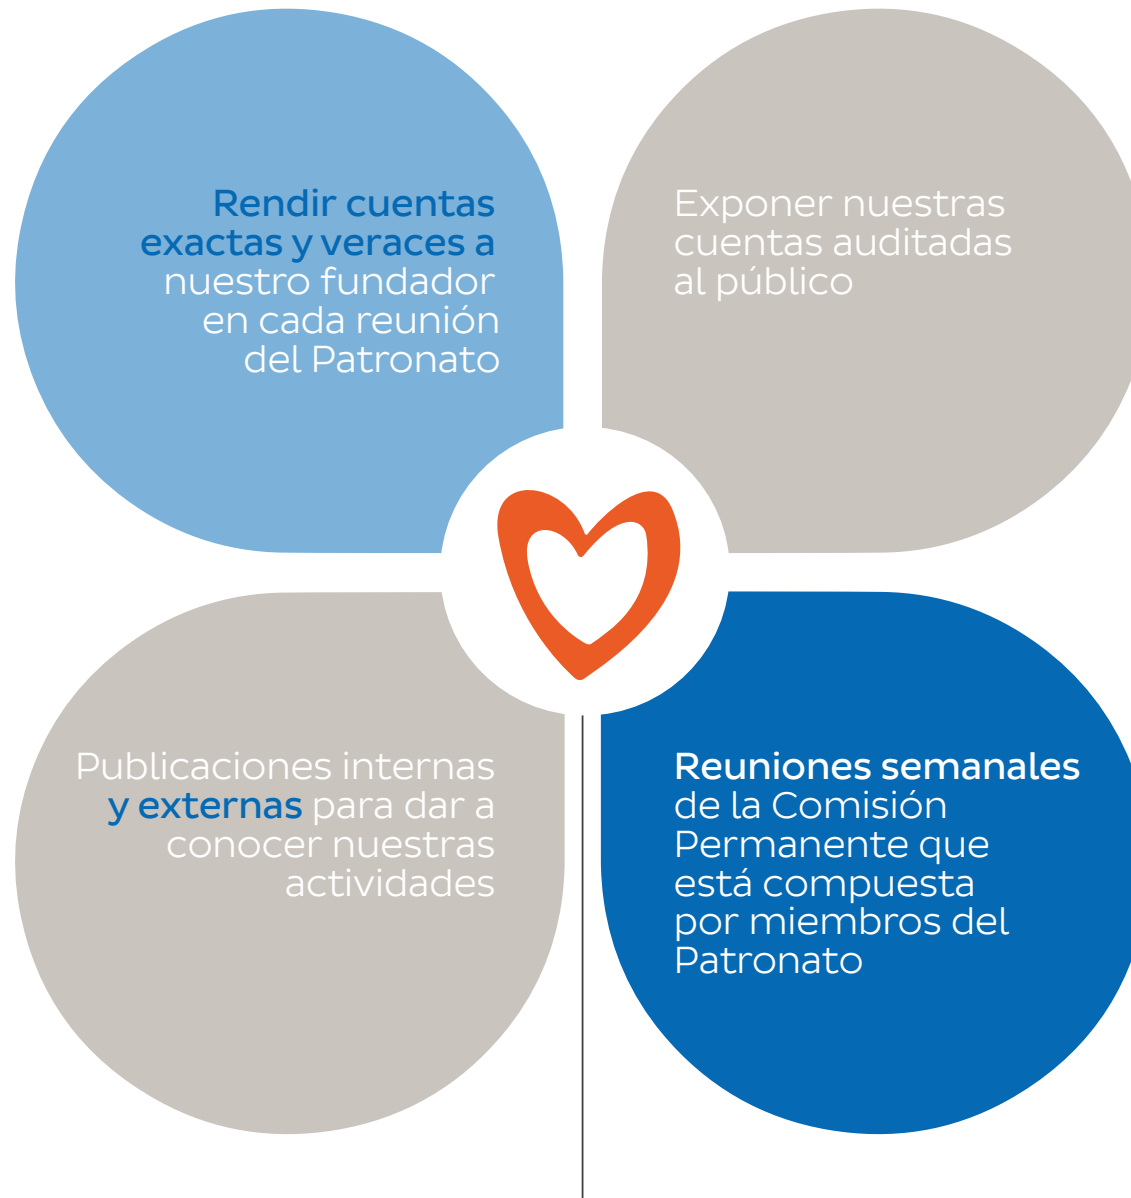 Rendir cuentas
exactas y veraces a
nuestro fundador
en cada reunión
del Patronato
Exponer nuestras
cuentas auditadas
al público
Publicaciones internas
y externas para dar a
conocer nuestras
actividades
Reuniones semanales
de la Comisión
Permanente que
está compuesta
por miembros del
Patronato